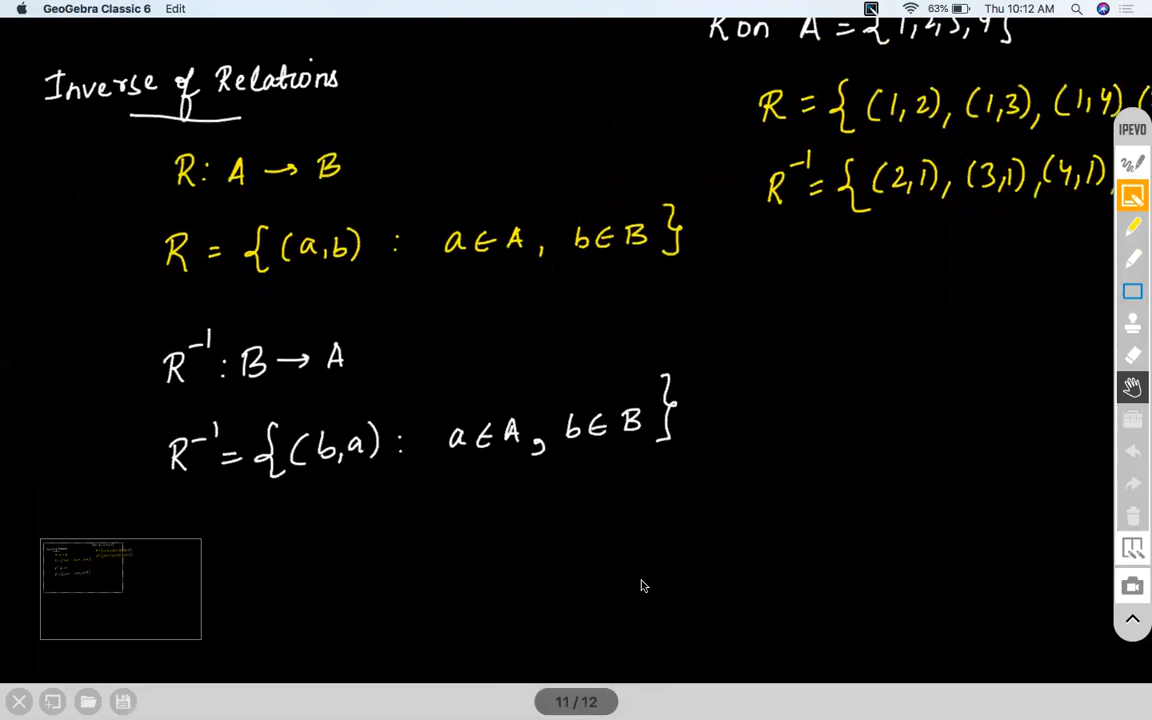 GeoGebra Classic 6 Edit 63% Thu 10:12 AM
R on A = {1,2,3,4}
Inverse of Relations
R = { (1,2), (1,3), (1,4)
IPEVO
R : A → B
R⁻¹ = { (2,1), (3,1), (4,1),
R = { (a,b) : a ∈ A, b ∈ B }
R⁻¹ : B → A
R⁻¹ = { (b,a) : a ∈ A, b ∈ B }
11 / 12